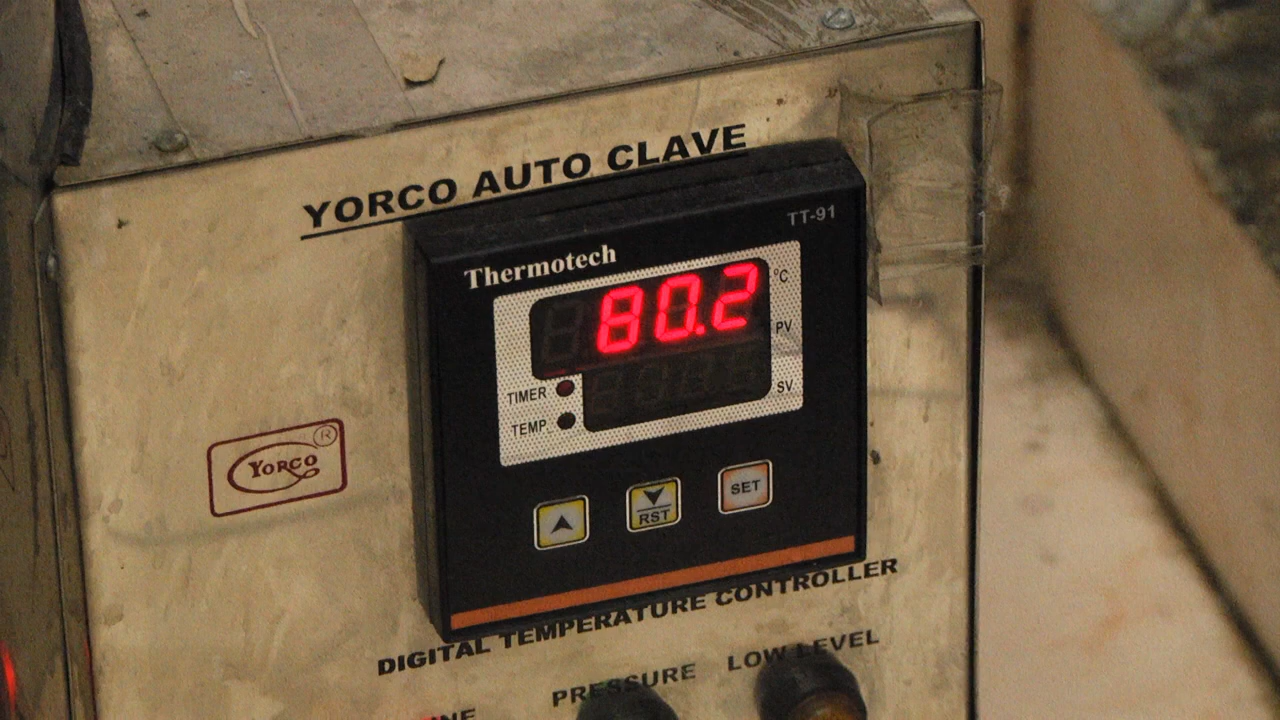 YORCO AUTO CLAVE
TT-91
Thermotech
80.2
°C
PV
TIMER
SV
TEMP.
YORCO
®
SET
RST
DIGITAL TEMPERATURE CONTROLLER
PRESSURE
LOW LEVEL